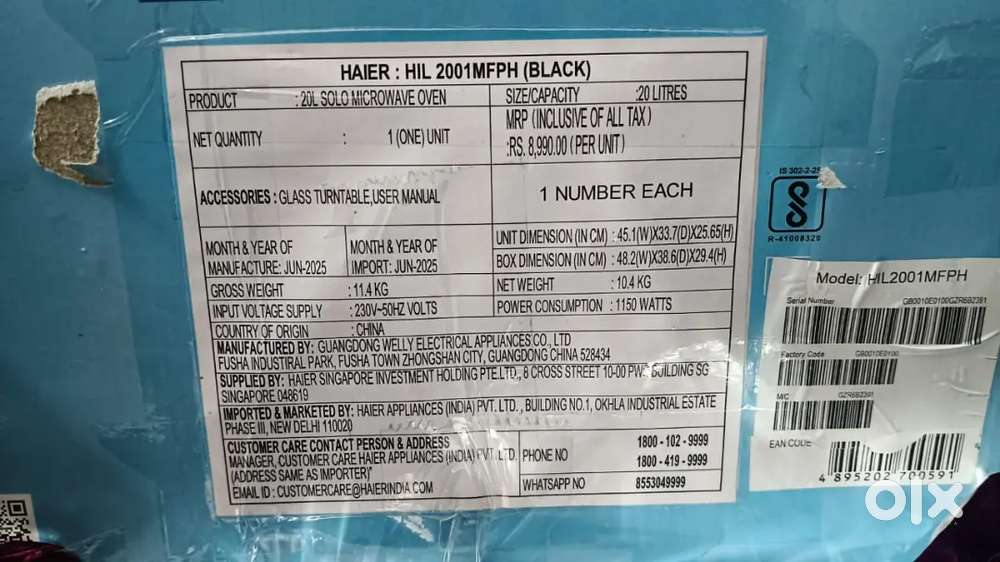 HAIER : HIL 2001MFPH (BLACK)
PRODUCT : 20L SOLO MICROWAVE OVEN
SIZE/CAPACITY :20 LITRES
NET QUANTITY : 1 (ONE) UNIT
MRP (INCLUSIVE OF ALL TAX)
:RS. 8,990.00 (PER UNIT)
ACCESSORIES : GLASS TURNTABLE,USER MANUAL
1 NUMBER EACH
MONTH & YEAR OF
MANUFACTURE: JUN-2025
MONTH & YEAR OF
IMPORT: JUN-2025
UNIT DIMENSION (IN CM) : 45.1(W)X33.7(D)X25.65(H)
BOX DIMENSION (IN CM) : 48.2(W)X38.6(D)X29.4(H)
GROSS WEIGHT : 11.4 KG
NET WEIGHT : 10.4 KG
INPUT VOLTAGE SUPPLY : 230V~50HZ VOLTS
POWER CONSUMPTION : 1150 WATTS
COUNTRY OF ORIGIN : CHINA
MANUFACTURED BY: GUANGDONG WELLY ELECTRICAL APPLIANCES CO., LTD
FUSHA INDUSTIRAL PARK, FUSHA TOWN ZHONGSHAN CITY, GUANGDONG CHINA 528434
SUPPLIED BY: HAIER SINGAPORE INVESTMENT HOLDING PTE.LTD., 8 CROSS STREET 10-00 BUILDING SG
SINGAPORE 048619
IMPORTED & MARKETED BY: HAIER APPLIANCES (INDIA) PVT. LTD. , BUILDING NO.1, OKHLA INDUSTRIAL ESTATE
PHASE III, NEW DELHI 110020
CUSTOMER CARE CONTACT PERSON & ADDRESS
MANAGER, CUSTOMER CARE HAIER APPLIANCES (INDIA) PVT. LTD.
(ADDRESS SAME AS IMPORTER)"
EMAIL ID : CUSTOMERCARE@HAIERINDIA.COM
PHONE NO
1800 -102 -9999
1800 -419 -9999
WHATSAPP NO
8553049999
IS 302-2-25
R-41008320
Model: HIL2001MFPH
Serial Number GB0010E0100GZR6B2391
Factory Code GB0010E0100
M/C GZR6B2391
EAN CODE
4 895202 700591
olx